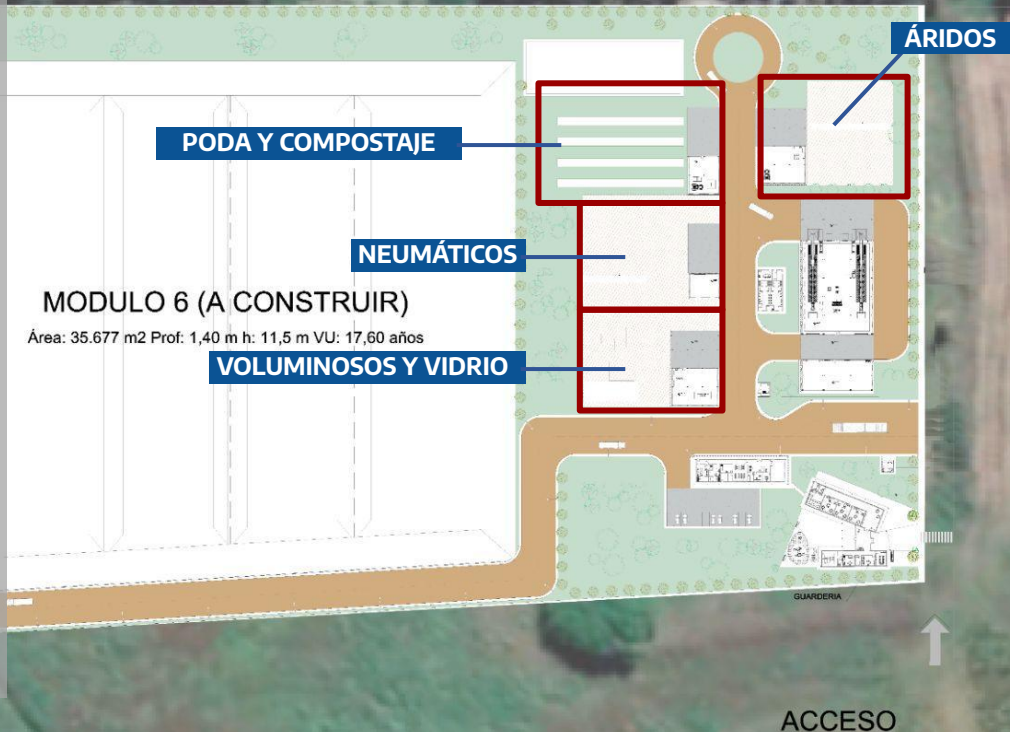 ÁRIDOS
PODA Y COMPOSTAJE
NEUMÁTICOS
MODULO 6 (A CONSTRUIR)
Área: 35.677 m2 Prof: 1,40 m h: 11,5 m VU: 17,60 años
VOLUMINOSOS Y VIDRIO
GUARDERIA
ACCESO